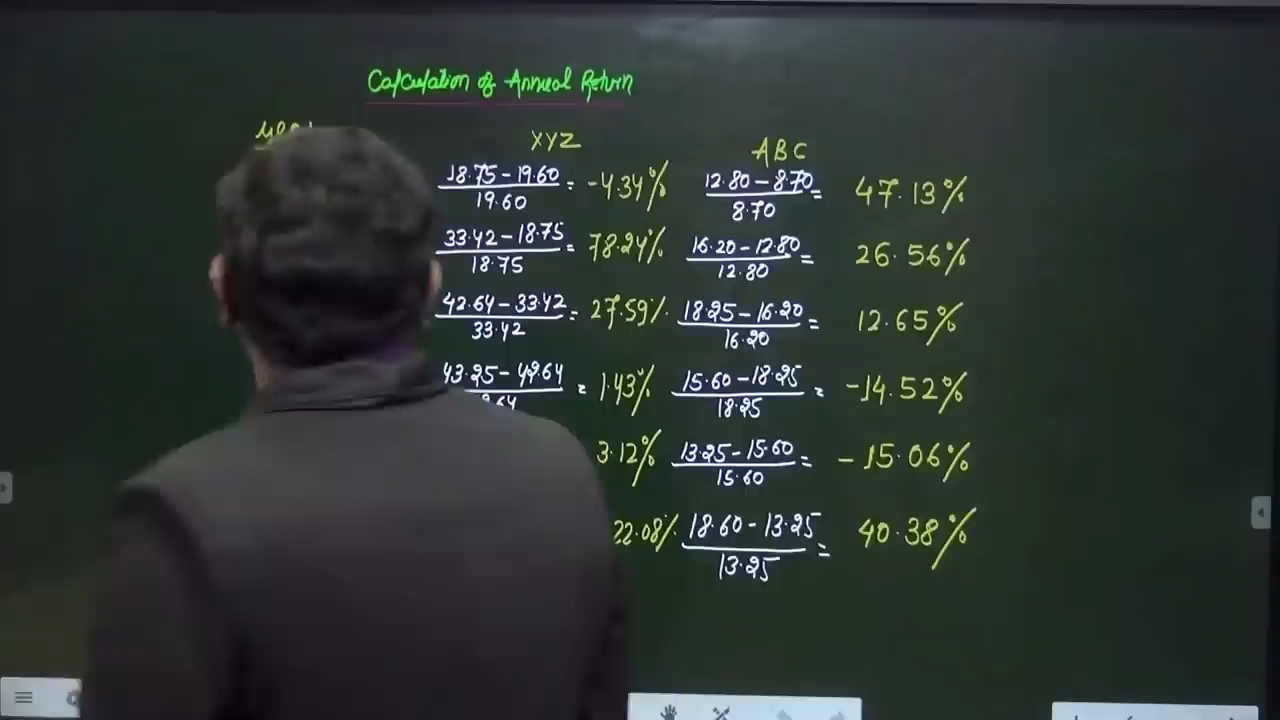 Calculation of Annual Return
XYZ ABC
18.75 - 19.60 / 19.60 = -4.34% 12.80 - 8.70 / 8.70 = 47.13%
33.42 - 18.75 / 18.75 = 78.24% 16.20 - 12.80 / 12.80 = 26.56%
42.64 - 33.42 / 33.42 = 27.59% 18.25 - 16.20 / 16.20 = 12.65%
43.25 - 42.64 / = 1.43% 15.60 - 18.25 / 18.25 = -14.52%
3.12% 13.25 - 15.60 / 15.60 = -15.06%
22.08% 18.60 - 13.25 / 13.25 = 40.38%